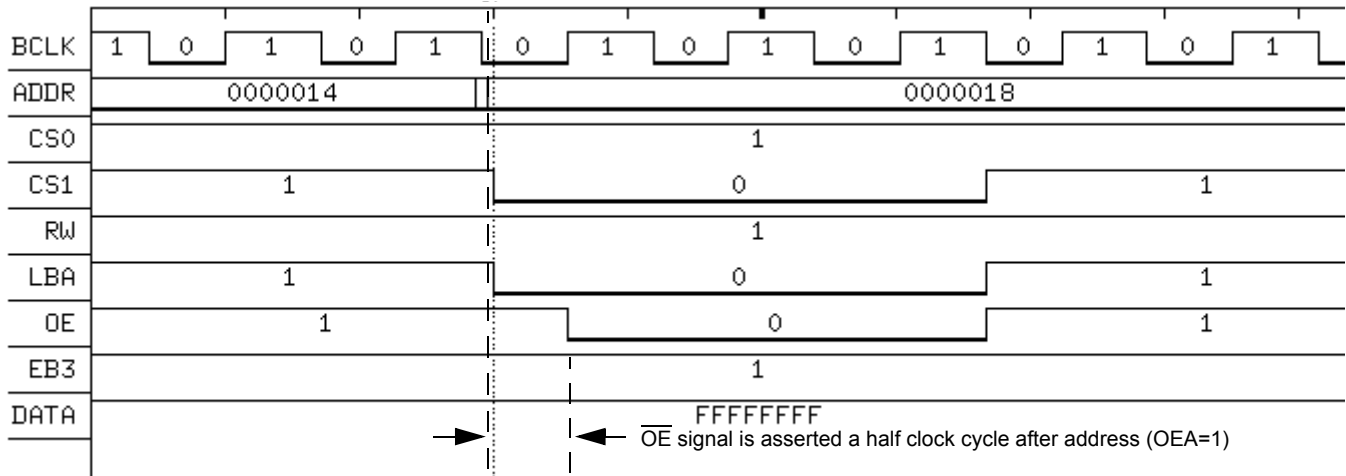 BCLK 1 0 1 0 1 0 1 0 1 0 1 0 1 0 1
ADDR 0000014 0000018
CS0 1
CS1 1 0 1
RW 1
LBA 1 0 1
OE 1 0 1
EB3 1
DATA FFFFFFFF
OE signal is asserted a half clock cycle after address (OEA=1)